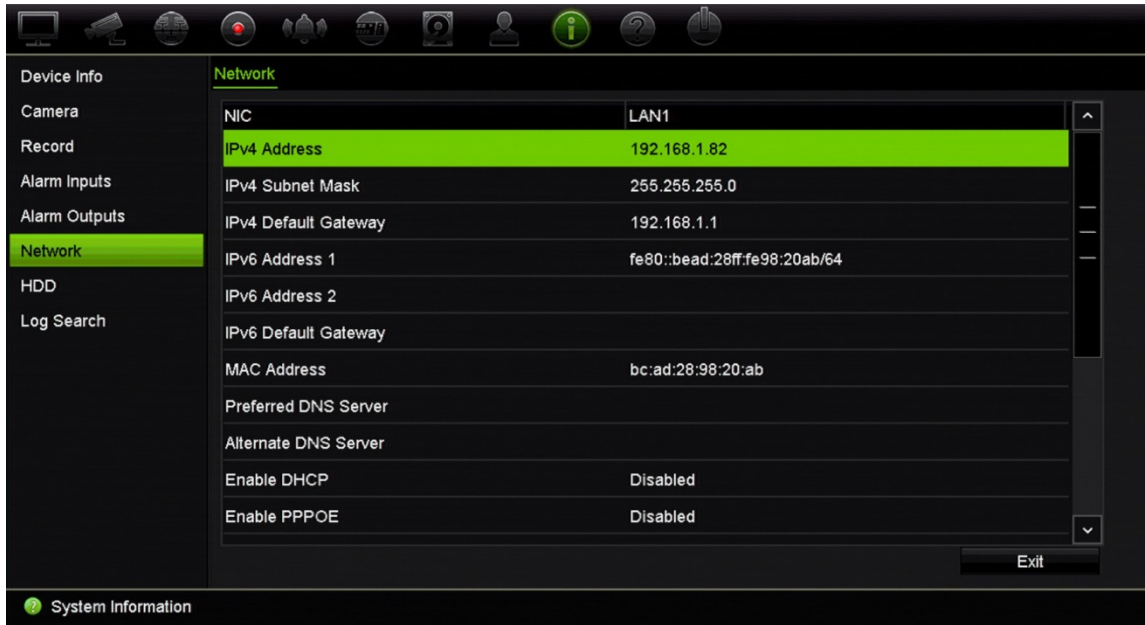 Device Info
Camera
Record
Alarm Inputs
Alarm Outputs
Network
HDD
Log Search
Network
NIC LAN1
IPv4 Address 192.168.1.82
IPv4 Subnet Mask 255.255.255.0
IPv4 Default Gateway 192.168.1.1
IPv6 Address 1 fe80::bead:28ff:fe98:20ab/64
IPv6 Address 2
IPv6 Default Gateway
MAC Address bc:ad:28:98:20:ab
Preferred DNS Server
Alternate DNS Server
Enable DHCP Disabled
Enable PPPOE Disabled
Exit
System Information